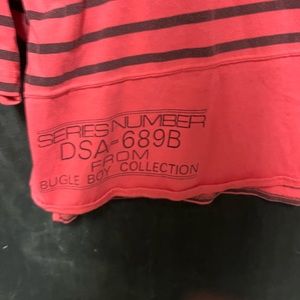 SERIES NUMBER
DSA-689B
FROM
BUGLE BOY COLLECTION